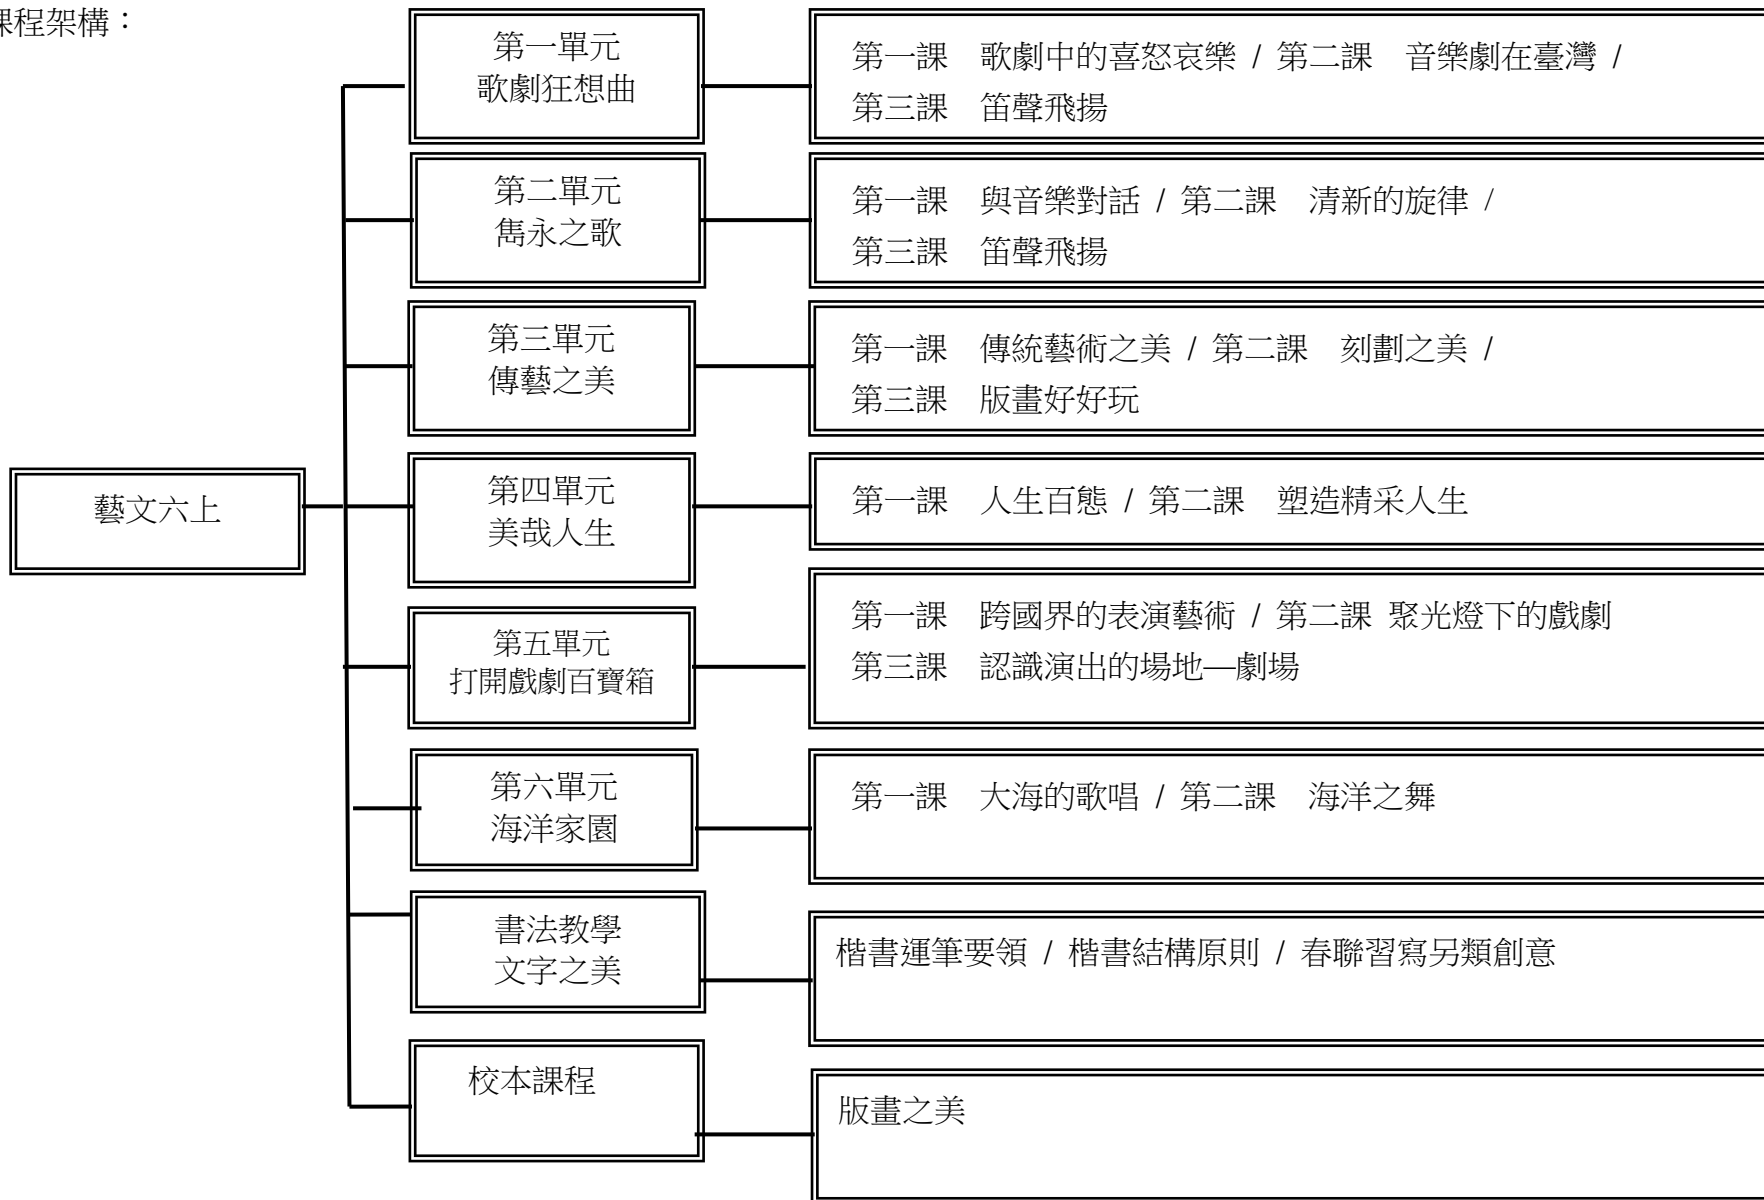 課程架構：
第一單元
歌劇狂想曲
第一課　歌劇中的喜怒哀樂 / 第二課　音樂劇在臺灣 /
第三課　笛聲飛揚
第二單元
雋永之歌
第一課　與音樂對話 / 第二課　清新的旋律 /
第三課　笛聲飛揚
第三單元
傳藝之美
第一課　傳統藝術之美 / 第二課　刻劃之美 /
第三課　版畫好好玩
藝文六上
第四單元
美哉人生
第一課　人生百態 / 第二課　塑造精采人生
第五單元
打開戲劇百寶箱
第一課　跨國界的表演藝術 / 第二課 聚光燈下的戲劇
第三課　認識演出的場地—劇場
第六單元
海洋家園
第一課　大海的歌唱 / 第二課　海洋之舞
書法教學
文字之美
楷書運筆要領 / 楷書結構原則 / 春聯習寫另類創意
校本課程
版畫之美